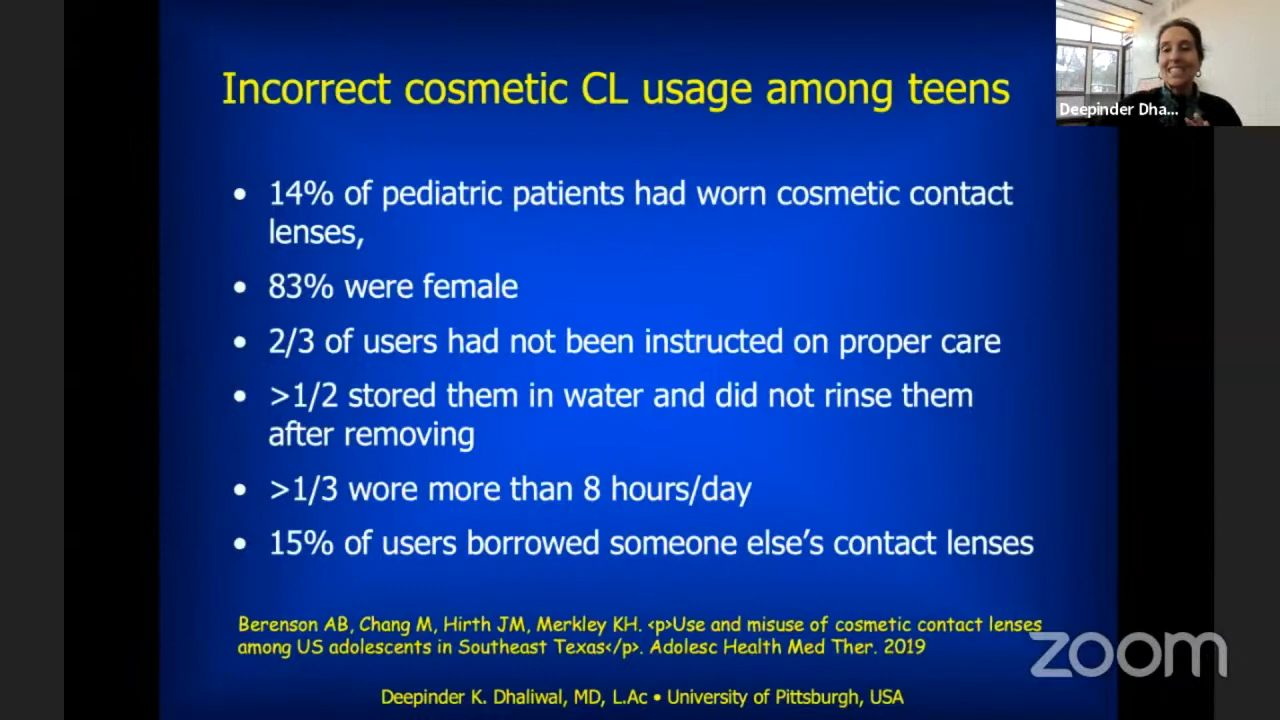 Incorrect cosmetic CL usage among teens
Deepinder Dha...
• 14% of pediatric patients had worn cosmetic contact
lenses,
• 83% were female
• 2/3 of users had not been instructed on proper care
• >1/2 stored them in water and did not rinse them
after removing
• >1/3 wore more than 8 hours/day
• 15% of users borrowed someone else’s contact lenses
Berenson AB, Chang M, Hirth JM, Merkley KH. <p>Use and misuse of cosmetic contact lenses
among US adolescents in Southeast Texas</p>. Adolesc Health Med Ther. 2019
zoom
Deepinder K. Dhaliwal, MD, L.Ac • University of Pittsburgh, USA